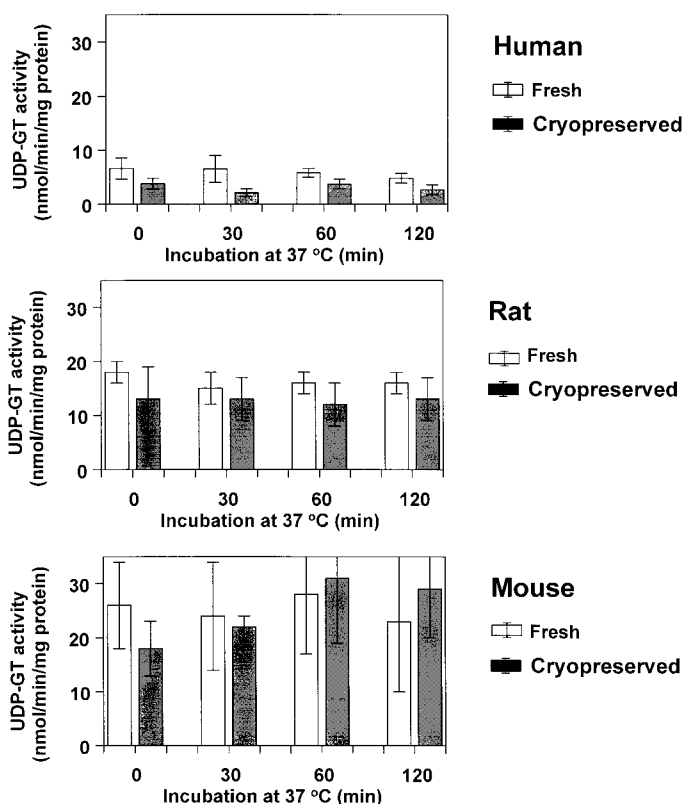 Human
Fresh
Cryopreserved
UDP-GT activity
(nmol/min/mg protein)
30
20
10
0
0 30 60 120
Incubation at 37 °C (min)
Rat
Fresh
Cryopreserved
UDP-GT activity
(nmol/min/mg protein)
30
20
10
0
0 30 60 120
Incubation at 37 °C (min)
Mouse
Fresh
Cryopreserved
UDP-GT activity
(nmol/min/mg protein)
30
20
10
0
0 30 60 120
Incubation at 37 °C (min)